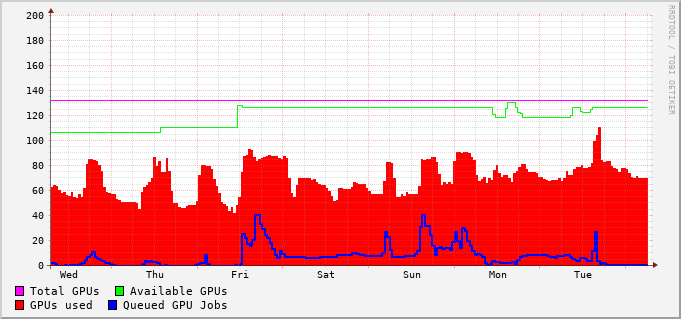 200
180
160
140
120
100
80
60
40
20
0
Wed Thu Fri Sat Sun Mon Tue
Total GPUs Available GPUs
GPUs used Queued GPU Jobs
RRDTOOL / TOBI OETIKER